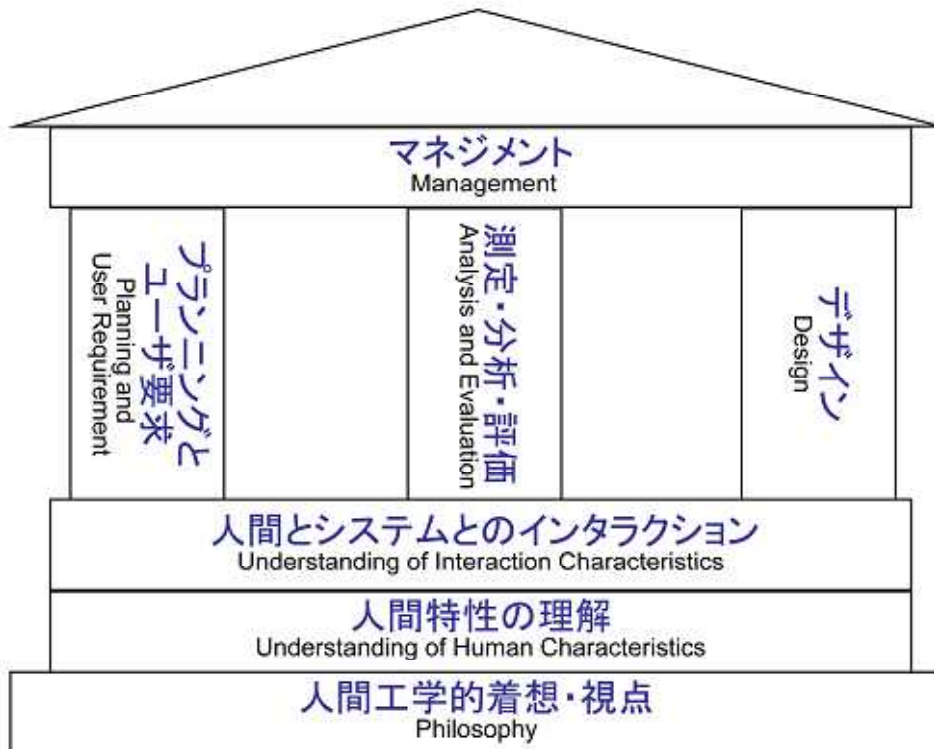 マネジメント
Management
プランニングと
ユーザ要求
Planning and
User Requirement
測定・分析・評価
Analysis and Evaluation
デザイン
Design
人間とシステムとのインタラクション
Understanding of Interaction Characteristics
人間特性の理解
Understanding of Human Characteristics
人間工学的着想・視点
Philosophy